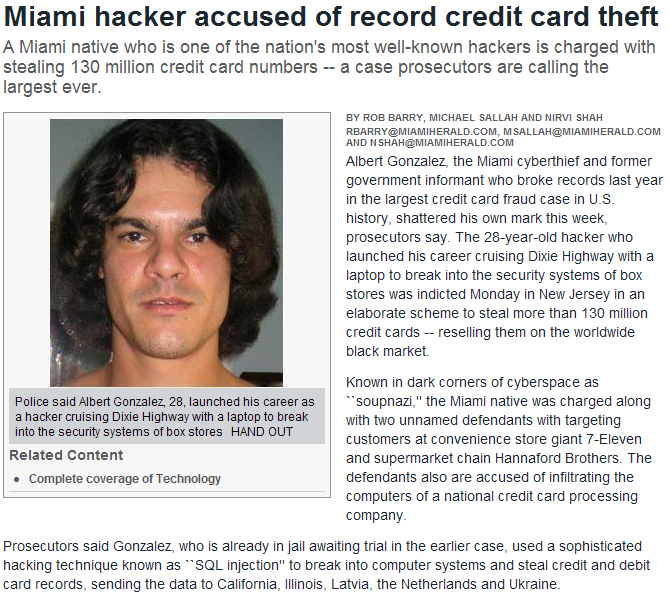 Miami hacker accused of record credit card theft
A Miami native who is one of the nation's most well-known hackers is charged with
stealing 130 million credit card numbers -- a case prosecutors are calling the
largest ever.
Police said Albert Gonzalez, 28, launched his career as
a hacker cruising Dixie Highway with a laptop to break
into the security systems of box stores HAND OUT
Related Content
• Complete coverage of Technology
BY ROB BARRY, MICHAEL SALLAH AND NIRVI SHAH
RBARRY@MIAMIHERALD.COM, MSALLAH@MIAMIHERALD.COM
AND NSHAH@MIAMIHERALD.COM
Albert Gonzalez, the Miami cyberthief and former
government informant who broke records last year
in the largest credit card fraud case in U.S.
history, shattered his own mark this week,
prosecutors say. The 28-year-old hacker who
launched his career cruising Dixie Highway with a
laptop to break into the security systems of box
stores was indicted Monday in New Jersey in an
elaborate scheme to steal more than 130 million
credit cards -- reselling them on the worldwide
black market.
Known in dark corners of cyberspace as
``soupnazi,'' the Miami native was charged along
with two unnamed defendants with targeting
customers at convenience store giant 7-Eleven
and supermarket chain Hannaford Brothers. The
defendants also are accused of infiltrating the
computers of a national credit card processing
company.
Prosecutors said Gonzalez, who is already in jail awaiting trial in the earlier case, used a sophisticated
hacking technique known as ``SQL injection'' to break into computer systems and steal credit and debit
card records, sending the data to California, Illinois, Latvia, the Netherlands and Ukraine.